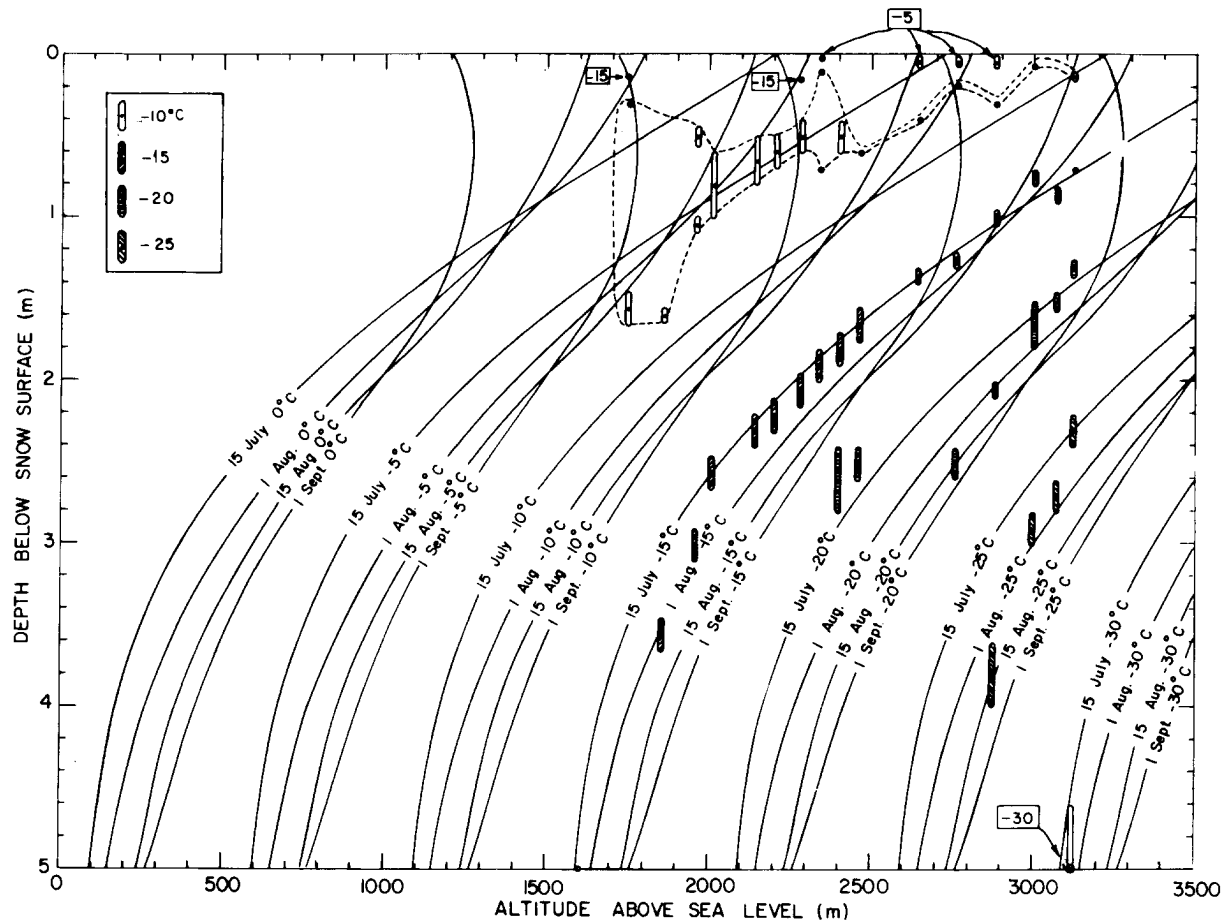 -5
-15
-15
-10°C
-15
-20
-25
0
1
2
3
4
5
DEPTH BELOW SNOW SURFACE (m)
15 July 0°C
1 Aug. 0°C
15 Aug 0°C
1 Sept 0°C
15 July -5°C
1 Aug. -5°C
15 Aug. -5°C
1 Sept. -5°C
15 July -10°C
1 Aug. -10°C
15 Aug -10°C
1 Sept. -10°C
15 July -15°C
1 Aug -15°C
15 Aug. -15°C
1 Sept. -15°C
15 July -20°C
1 Aug. -20°C
15 Aug -20°C
1 Sept. -20°C
15 July -25°C
1 Aug. -25°C
15 Aug. -25°C
1 Sept. -25°C
15 July -30°C
1 Aug. -30°C
15 Aug. -30°C
1 Sept. -30°C
-30
0 500 1000 1500 2000 2500 3000 3500
ALTITUDE ABOVE SEA LEVEL (m)